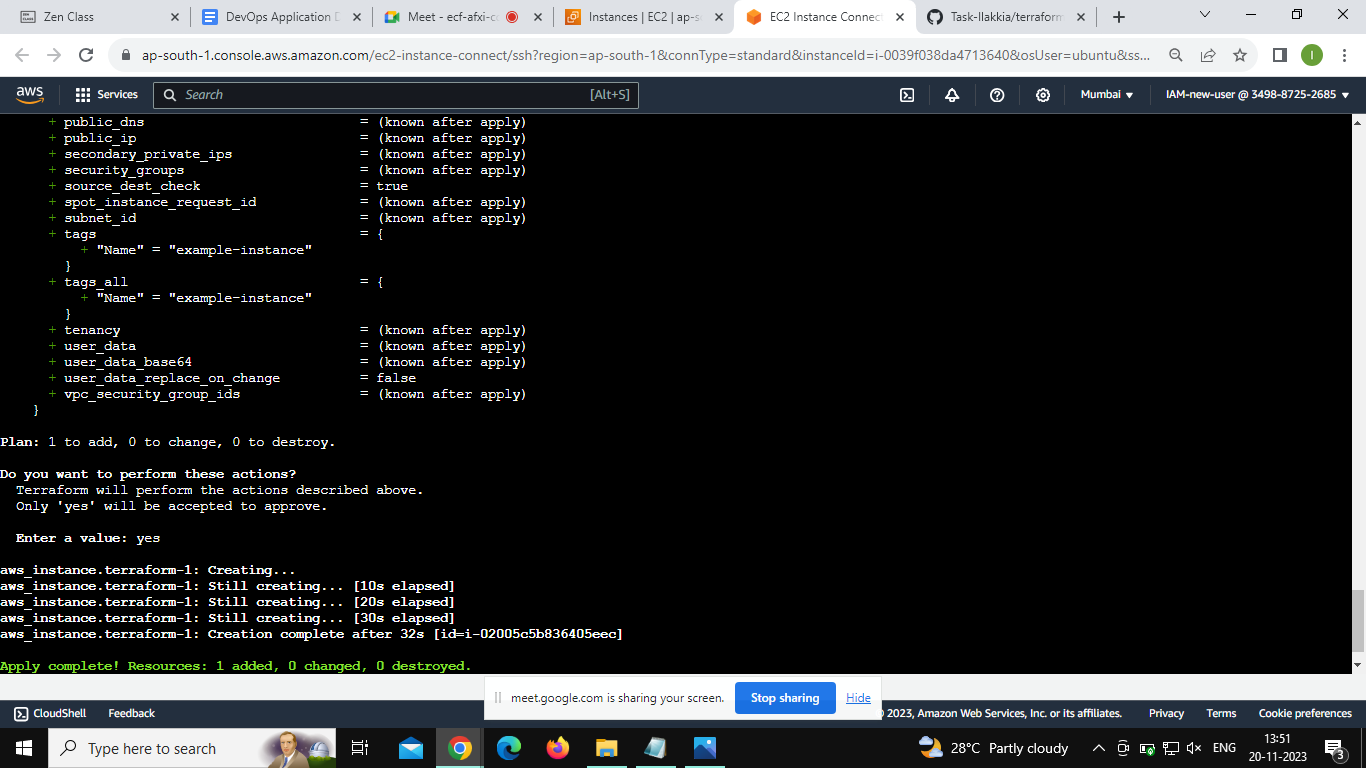 Zen Class
DevOps Application D
Meet - ecf-afxi-c
Instances | EC2 | ap-s
EC2 Instance Connect
Task-Ilakkia/terraform
ap-south-1.console.aws.amazon.com/ec2-instance-connect/ssh?region=ap-south-1&connType=standard&instanceId=i-0039f038da4713640&osUser=ubuntu&ss...
I
aws
Services
Search
[Alt+S]
Mumbai
IAM-new-user @ 3498-8725-2685
+ public_dns = (known after apply)
+ public_ip = (known after apply)
+ secondary_private_ips = (known after apply)
+ security_groups = (known after apply)
+ source_dest_check = true
+ spot_instance_request_id = (known after apply)
+ subnet_id = (known after apply)
+ tags = {
+ "Name" = "example-instance"
}
+ tags_all = {
+ "Name" = "example-instance"
}
+ tenancy = (known after apply)
+ user_data = (known after apply)
+ user_data_base64 = (known after apply)
+ user_data_replace_on_change = false
+ vpc_security_group_ids = (known after apply)
}
Plan: 1 to add, 0 to change, 0 to destroy.
Do you want to perform these actions?
Terraform will perform the actions described above.
Only 'yes' will be accepted to approve.
Enter a value: yes
aws_instance.terraform-1: Creating...
aws_instance.terraform-1: Still creating... [10s elapsed]
aws_instance.terraform-1: Still creating... [20s elapsed]
aws_instance.terraform-1: Still creating... [30s elapsed]
aws_instance.terraform-1: Creation complete after 32s [id=i-02005c5b836405eec]
Apply complete! Resources: 1 added, 0 changed, 0 destroyed.
meet.google.com is sharing your screen.
Stop sharing
Hide
CloudShell
Feedback
2023, Amazon Web Services, Inc. or its affiliates.
Privacy
Terms
Cookie preferences
Type here to search
28°C Partly cloudy
ENG
13:51
20-11-2023
3